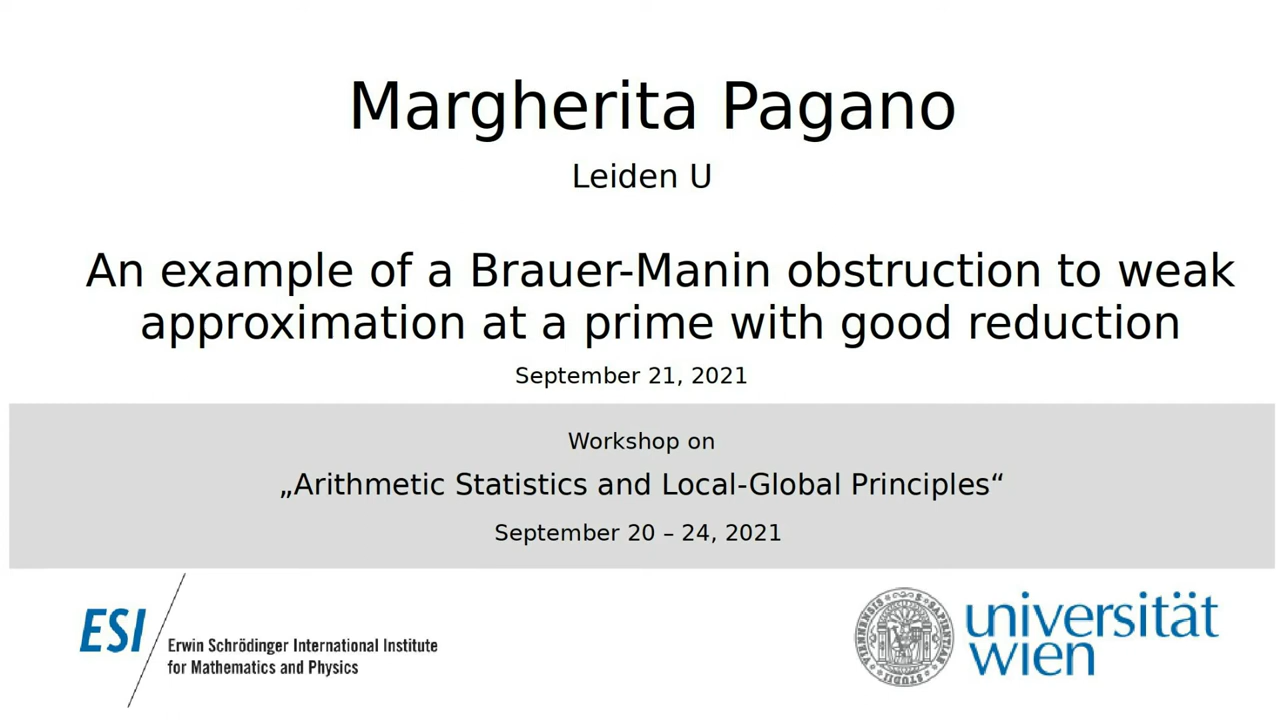 Margherita Pagano
Leiden U
An example of a Brauer-Manin obstruction to weak
approximation at a prime with good reduction
September 21, 2021
Workshop on
„Arithmetic Statistics and Local-Global Principles“
September 20 – 24, 2021
ESI
Erwin Schrödinger International Institute
for Mathematics and Physics
universität
wien